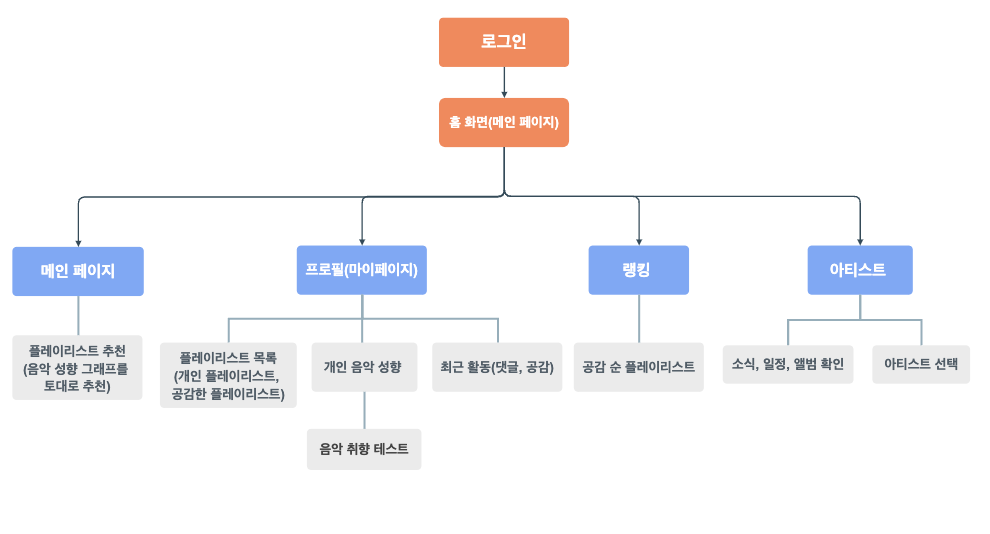 로그인
홈 화면(메인 페이지)
메인 페이지
프로필(마이페이지)
랭킹
아티스트
플레이리스트 추천
(음악 성향 그래프를
토대로 추천)
플레이리스트 목록
(개인 플레이리스트,
공감한 플레이리스트)
개인 음악 성향
최근 활동(댓글, 공감)
공감 순 플레이리스트
소식, 일정, 앨범 확인
아티스트 선택
음악 취향 테스트